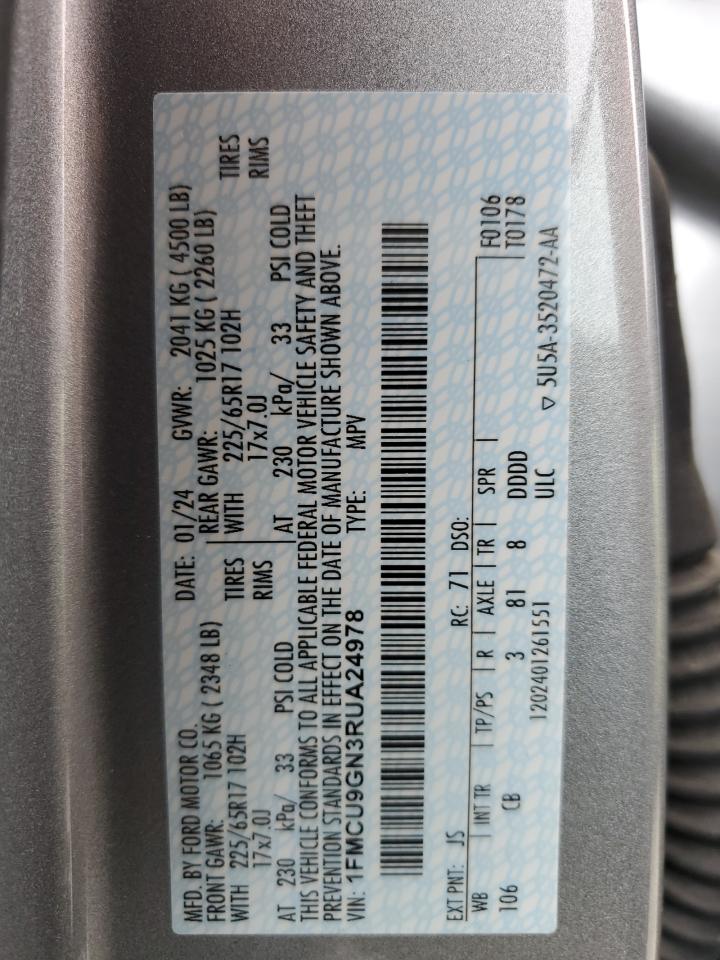 MFD. BY FORD MOTOR CO.
DATE: 01/24 GVWR: 2041 KG ( 4500 LB)
FRONT GAWR: 1065 KG ( 2348 LB) REAR GAWR: 1025 KG ( 2260 LB)
WITH 225/65R17 102H TIRES WITH 225/65R17 102H TIRES
17x7.0J RIMS 17x7.0J RIMS
AT 230 kPa/ 33 PSI COLD AT 230 kPa/ 33 PSI COLD
THIS VEHICLE CONFORMS TO ALL APPLICABLE FEDERAL MOTOR VEHICLE SAFETY AND THEFT
PREVENTION STANDARDS IN EFFECT ON THE DATE OF MANUFACTURE SHOWN ABOVE.
VIN: 1FMCU9GN3RUA24978 TYPE: MPV
EXT PNT: JS RC: 71 DSO:
WB INT TR TP/PS R AXLE TR SPR F0106
106 CB 3 81 8 DDDD T0178
1202401261551 ULC ▽ 5U5A-3520472-AA